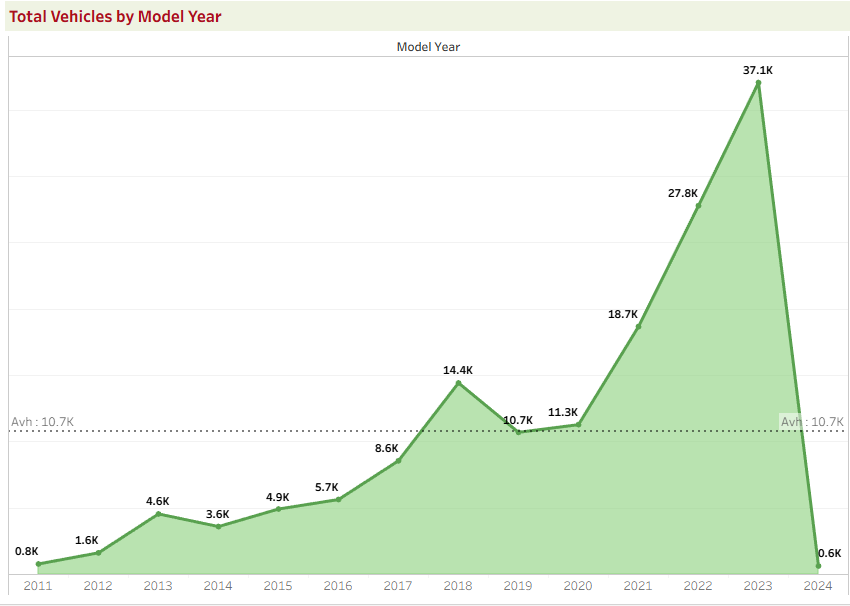 Total Vehicles by Model Year
Model Year
37.1K
27.8K
18.7K
14.4K
10.7K
11.3K
Avh : 10.7K
Avh : 10.7K
8.6K
5.7K
4.9K
4.6K
3.6K
1.6K
0.8K
0.6K
2011 2012 2013 2014 2015 2016 2017 2018 2019 2020 2021 2022 2023 2024